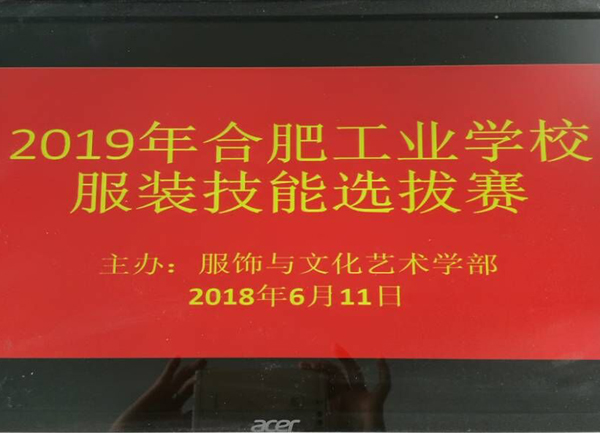 2019年合肥工业学校
服装技能选拔赛
主办：服饰与文化艺术学部
2018年6月11日
acer